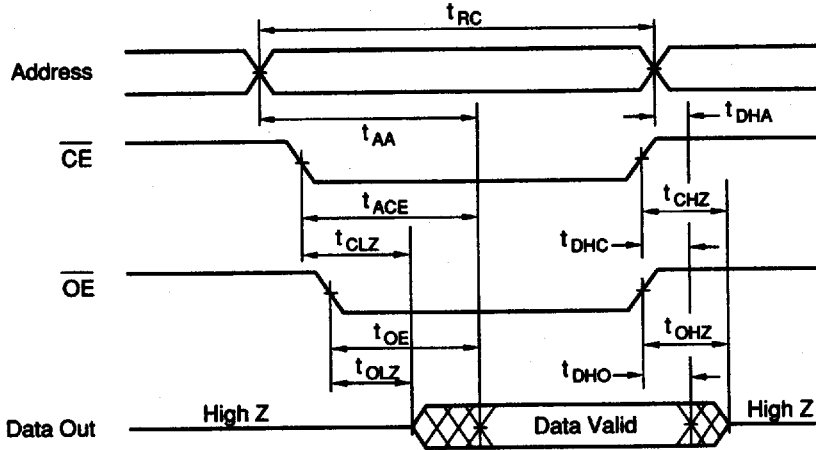 tRC
Address
tDHA
tAA
CE
tACE
tCHZ
tCLZ
tDHC
OE
tOE
tOHZ
tOLZ
tDHO
High Z
Data Out
Data Valid
High Z